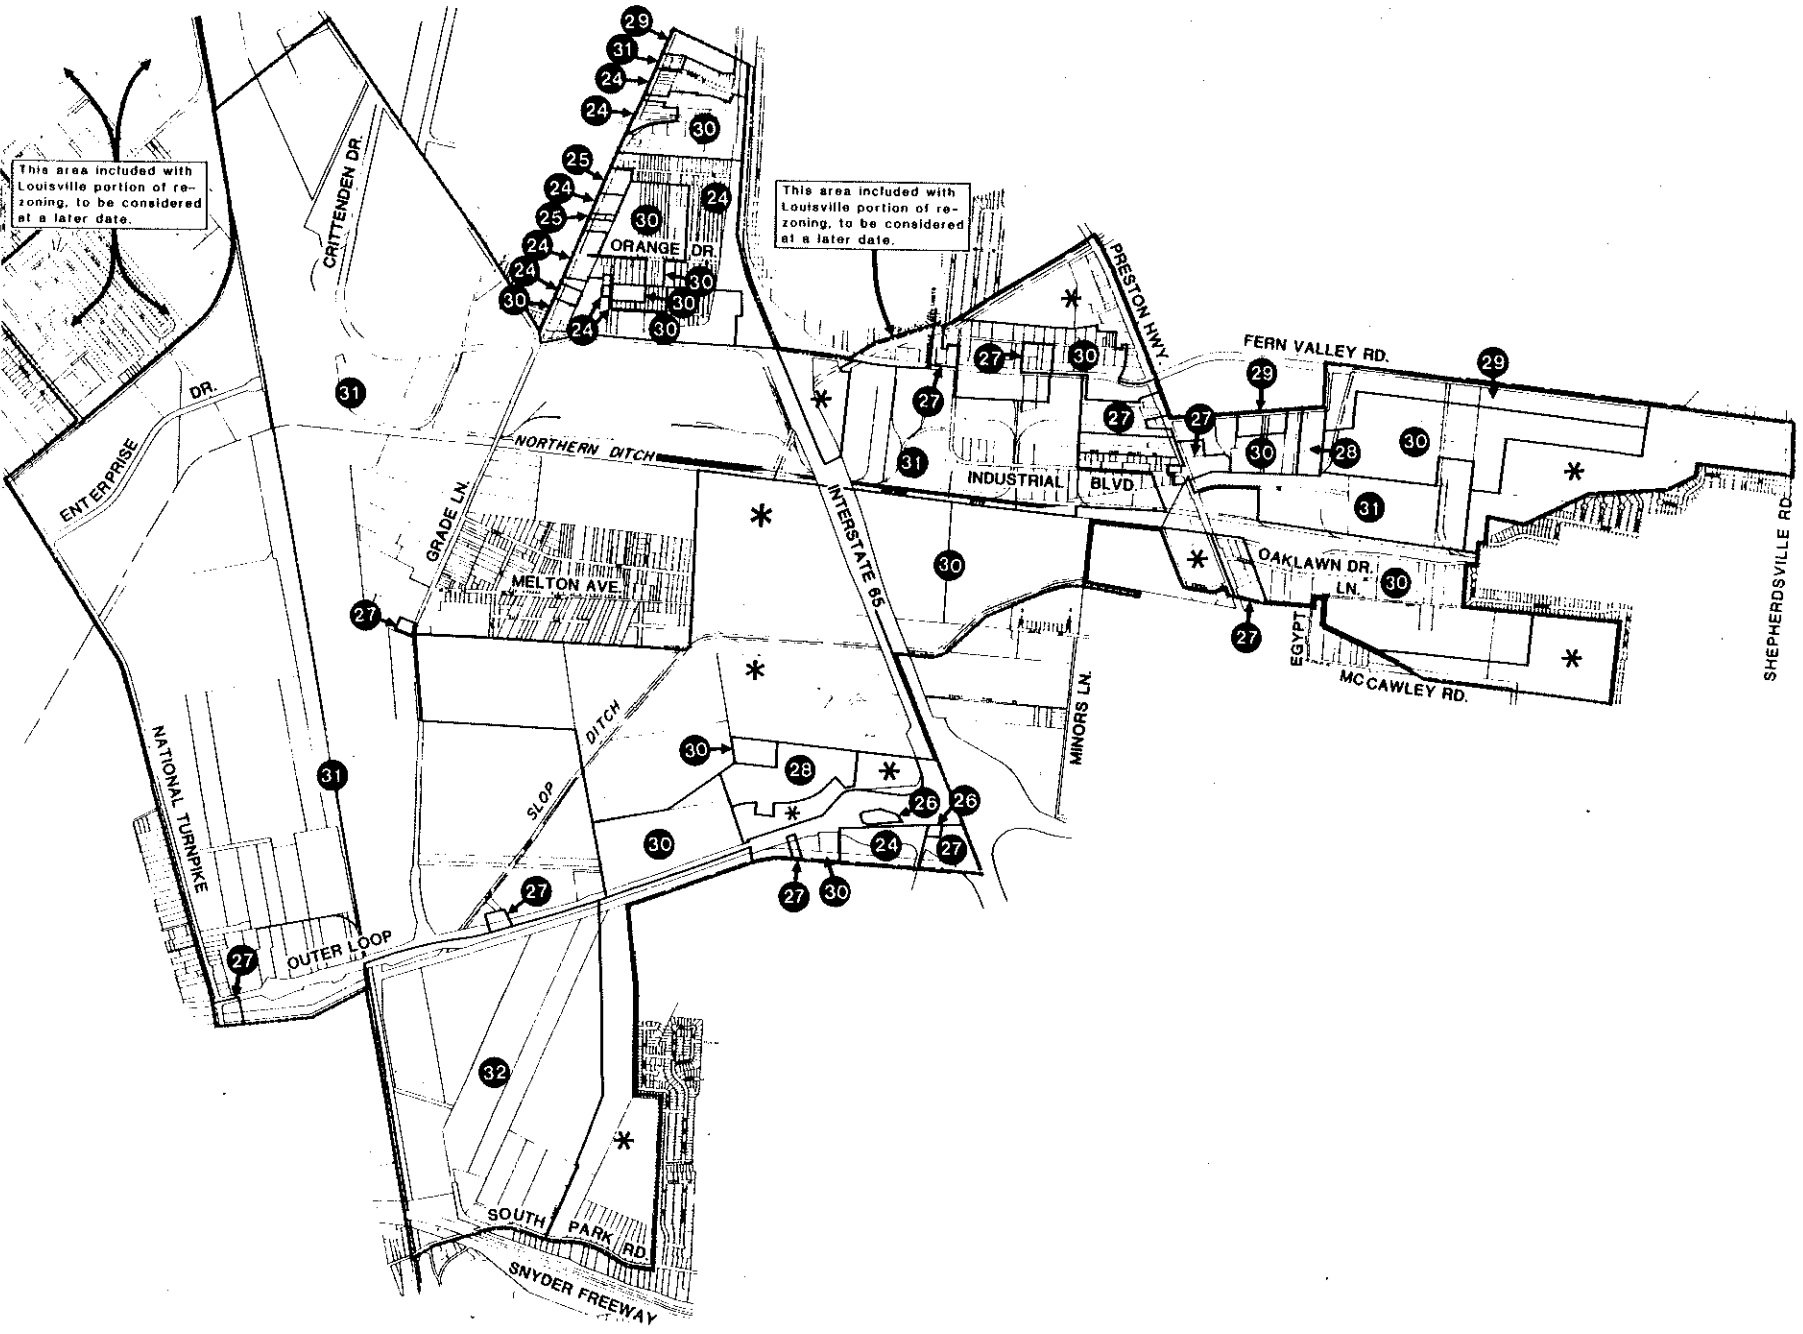 29
31
24
24
30
25
24
25
24
24
30
30
24
ORANGE DR
30
30
24
30
This area included with
Louisville portion of re-
zoning, to be considered
at a later date.
CRITTENDEN DR.
This area included with
Louisville portion of re-
zoning, to be considered
at a later date.
PRESTON HWY
*
FERN VALLEY RD.
29
29
27
30
27
*
27
27
30
28
30
*
31
ENTERPRISE
DR.
NORTHERN DITCH
31
INDUSTRIAL
BLVD
31
GRADE LN.
*
INTERSTATE 65
30
*
OAKLAWN DR.
30
LN.
EGYPT
27
MC CAWLEY RD.
*
SHEPHERDSVILLE RD.
MELTON AVE.
27
*
MINORS LN.
SLOP
DITCH
NATIONAL TURNPIKE
31
30
28
*
26
26
*
30
24
27
27
30
27
OUTER LOOP
27
32
*
SOUTH PARK RD.
SNYDER FREEWAY